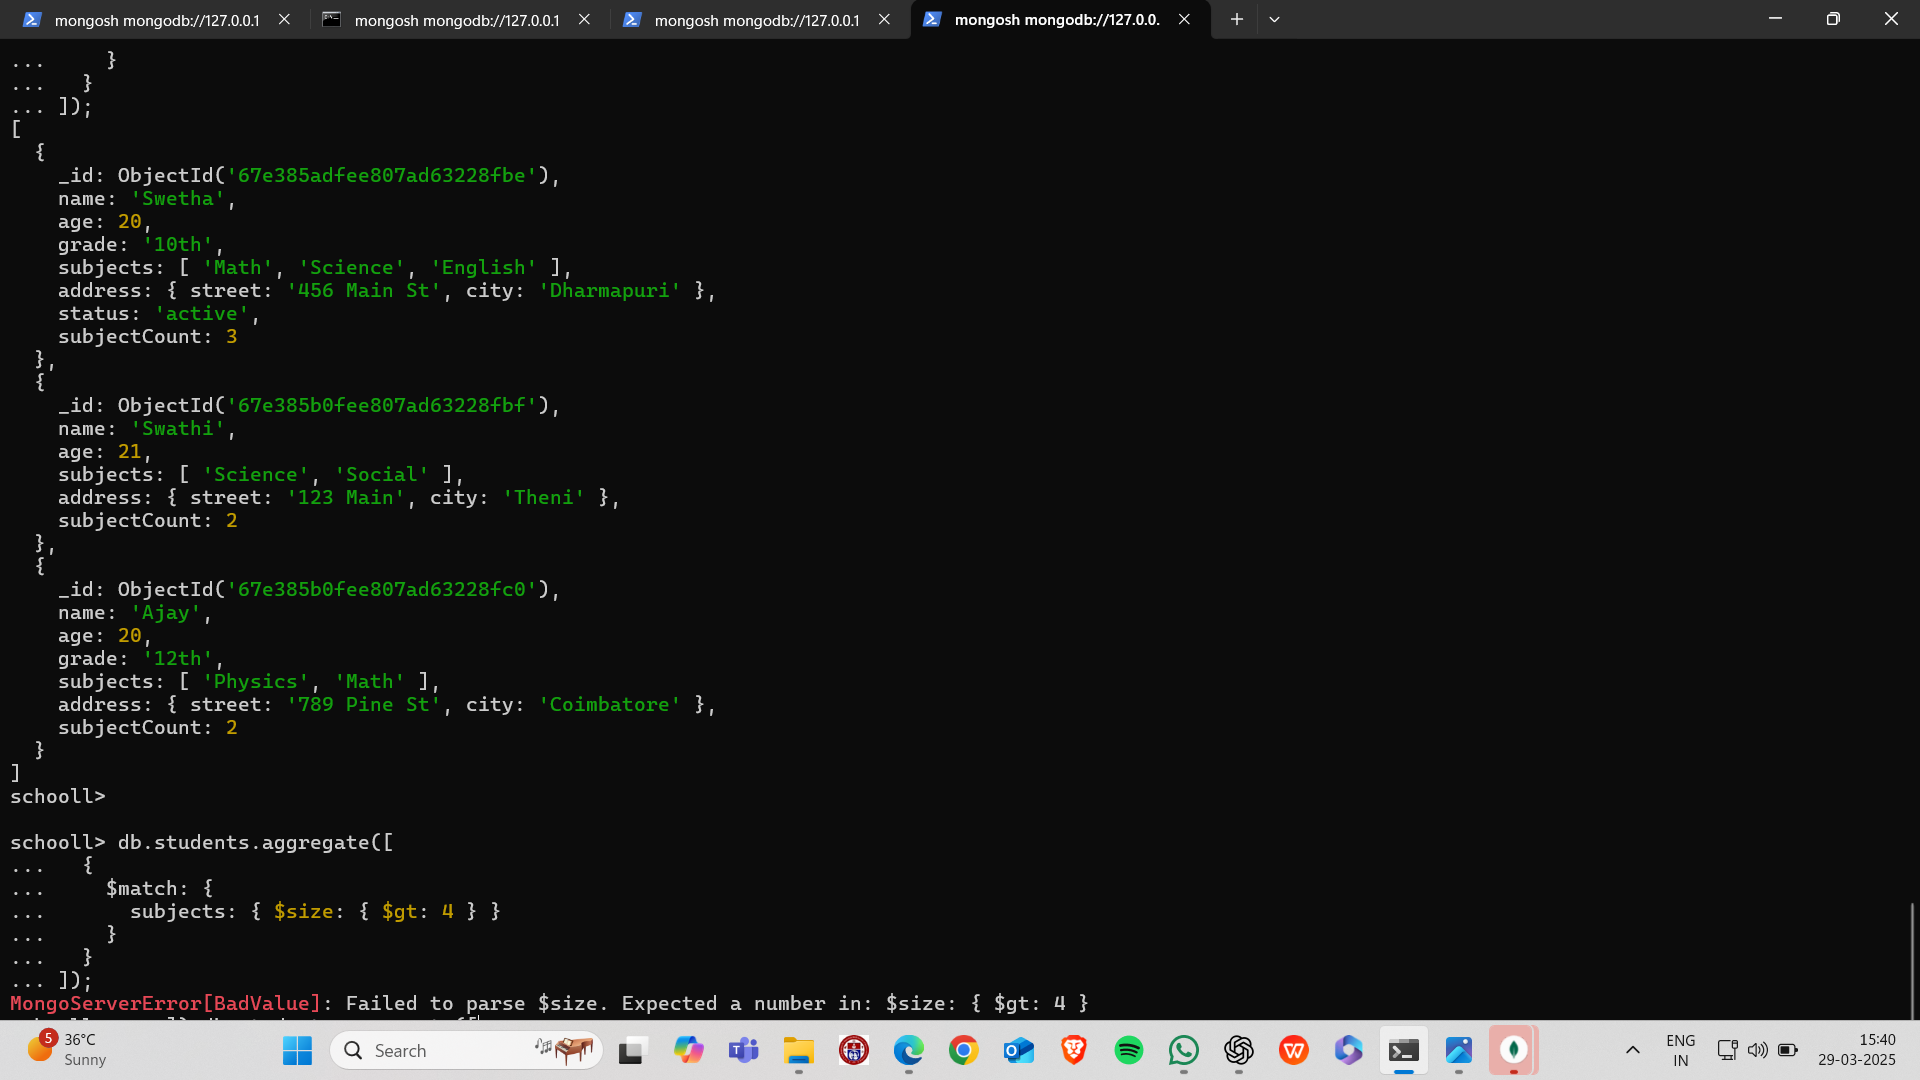 mongosh mongodb://127.0.0.1
mongosh mongodb://127.0.0.1
mongosh mongodb://127.0.0.1
mongosh mongodb://127.0.0.
...     }
...   }
... ]);
[
  {
    _id: ObjectId('67e385adfee807ad63228fbe'),
    name: 'Swetha',
    age: 20,
    grade: '10th',
    subjects: [ 'Math', 'Science', 'English' ],
    address: { street: '456 Main St', city: 'Dharmapuri' },
    status: 'active',
    subjectCount: 3
  },
  {
    _id: ObjectId('67e385b0fee807ad63228fbf'),
    name: 'Swathi',
    age: 21,
    subjects: [ 'Science', 'Social' ],
    address: { street: '123 Main', city: 'Theni' },
    subjectCount: 2
  },
  {
    _id: ObjectId('67e385b0fee807ad63228fc0'),
    name: 'Ajay',
    age: 20,
    grade: '12th',
    subjects: [ 'Physics', 'Math' ],
    address: { street: '789 Pine St', city: 'Coimbatore' },
    subjectCount: 2
  }
]
schooll>
schooll> db.students.aggregate([
...   {
...     $match: {
...       subjects: { $size: { $gt: 4 } }
...     }
...   }
... ]);
MongoServerError[BadValue]: Failed to parse $size. Expected a number in: $size: { $gt: 4 }
5
36°C
Sunny
Search
ENG
IN
15:40
29-03-2025